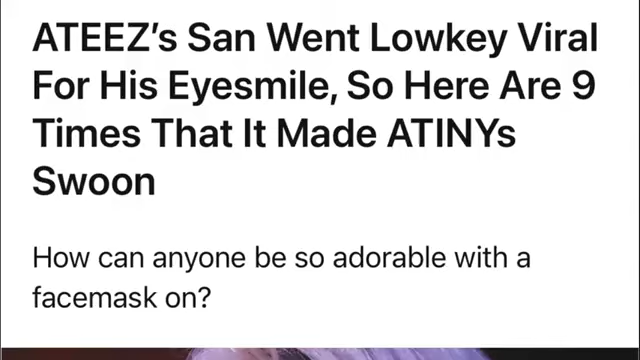 ATEEZ's San Went Lowkey Viral
For His Eyesmile, So Here Are 9
Times That It Made ATINYs
Swoon
How can anyone be so adorable with a
facemask on?